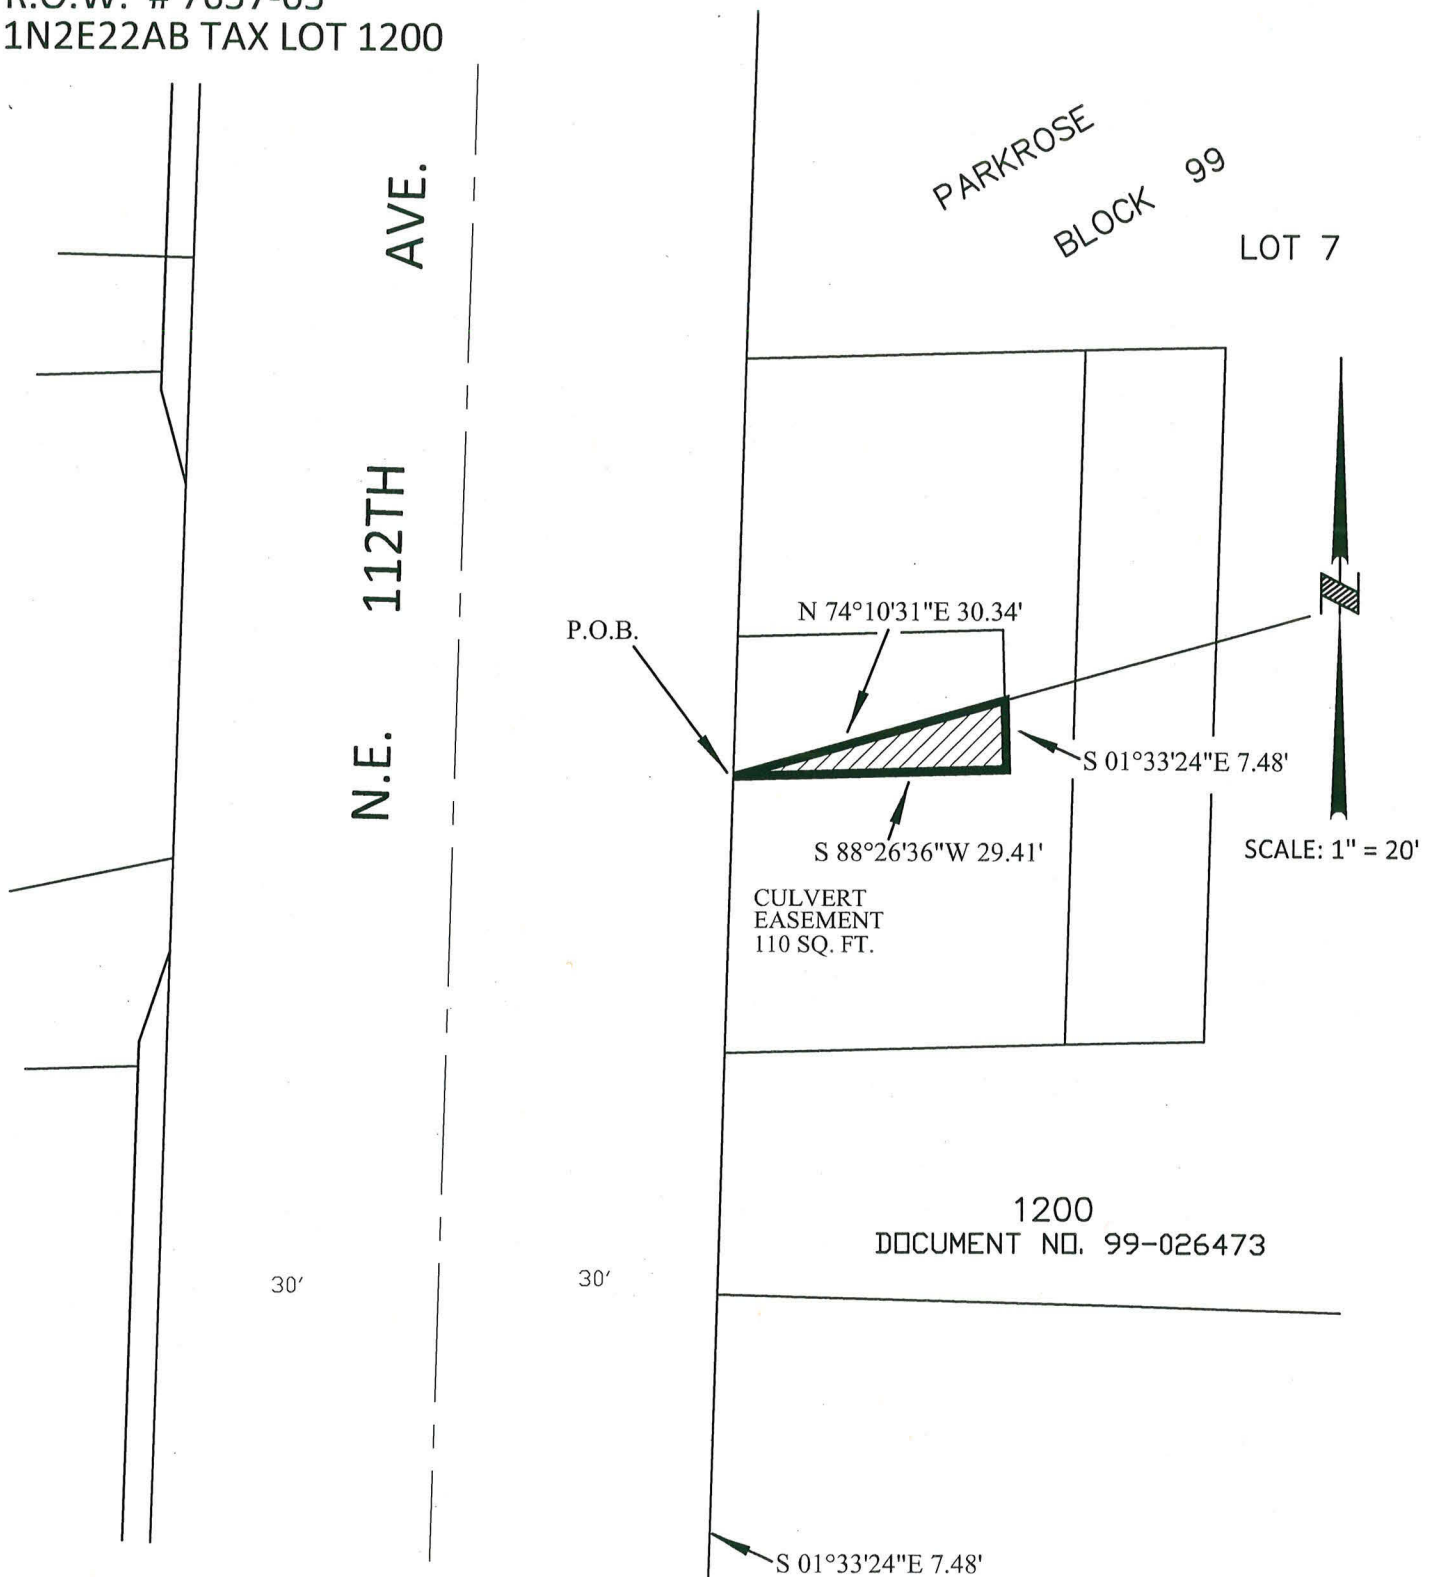 1N2E22AB TAX LOT 1200
PARKROSE
BLOCK 99
LOT 7
N.E. 112TH AVE.
N 74°10'31"E 30.34'
P.O.B.
S 01°33'24"E 7.48'
S 88°26'36"W 29.41'
SCALE: 1" = 20'
CULVERT
EASEMENT
110 SQ. FT.
1200
DOCUMENT NO. 99-026473
30'
30'
S 01°33'24"E 7.48'